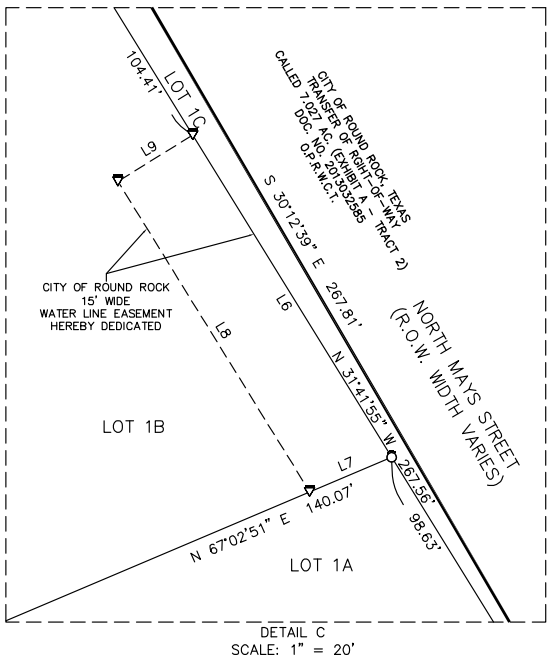 104.41'
LOT 1C
CITY OF ROUND ROCK, TEXAS
TRANSFER OF RGIHT-OF-WAY
CALLED 7.027 AC. (EXHIBIT A - TRACT 2)
DOC. NO. 2013032585
O.P.R.W.C.T.
L9
S 30°12'39" E 267.81'
CITY OF ROUND ROCK
15' WIDE
WATER LINE EASEMENT
HEREBY DEDICATED
L6
L8
NORTH MAYS STREET
(R.O.W. WIDTH VARIES)
N 31°41'55" W 267.56'
LOT 1B
L7
98.63'
N 67°02'51" E 140.07'
LOT 1A
DETAIL C
SCALE: 1" = 20'